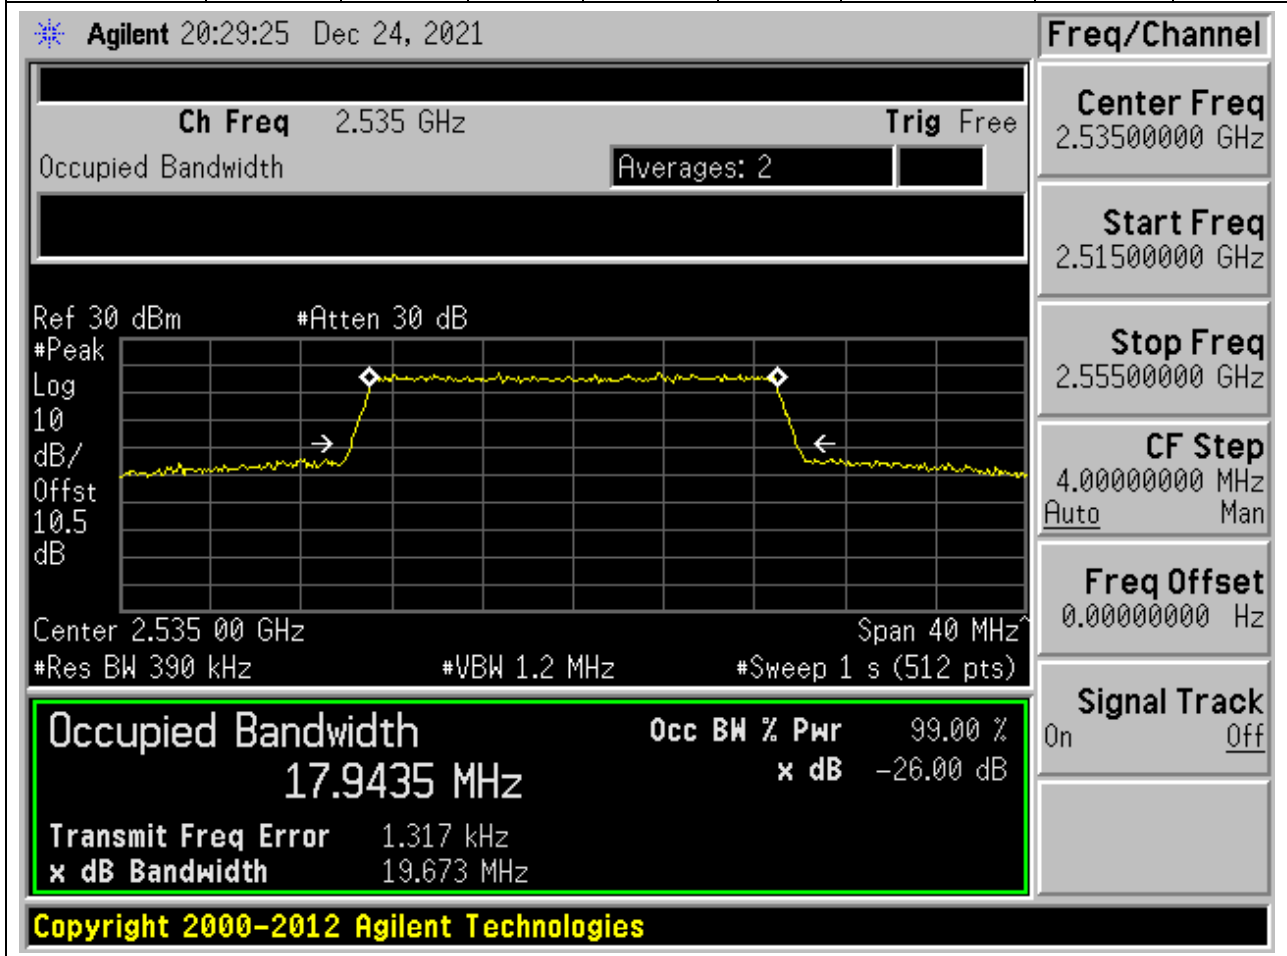 Agilent 20:29:25 Dec 24, 2021
Freq/Channel
Ch Freq 2.535 GHz Trig Free
Occupied Bandwidth Averages: 2
Center Freq
2.53500000 GHz
Start Freq
2.51500000 GHz
Stop Freq
2.55500000 GHz
CF Step
4.00000000 MHz
Auto Man
Freq Offset
0.00000000 Hz
Signal Track
On Off
Ref 30 dBm #Atten 30 dB
#Peak
Log
10
dB/
Offst
10.5
dB
Center 2.535 00 GHz Span 40 MHz^
#Res BW 390 kHz #VBW 1.2 MHz #Sweep 1 s (512 pts)
Occupied Bandwidth Occ BW % Pwr 99.00 %
17.9435 MHz x dB -26.00 dB
Transmit Freq Error 1.317 kHz
x dB Bandwidth 19.673 MHz
Copyright 2000-2012 Agilent Technologies